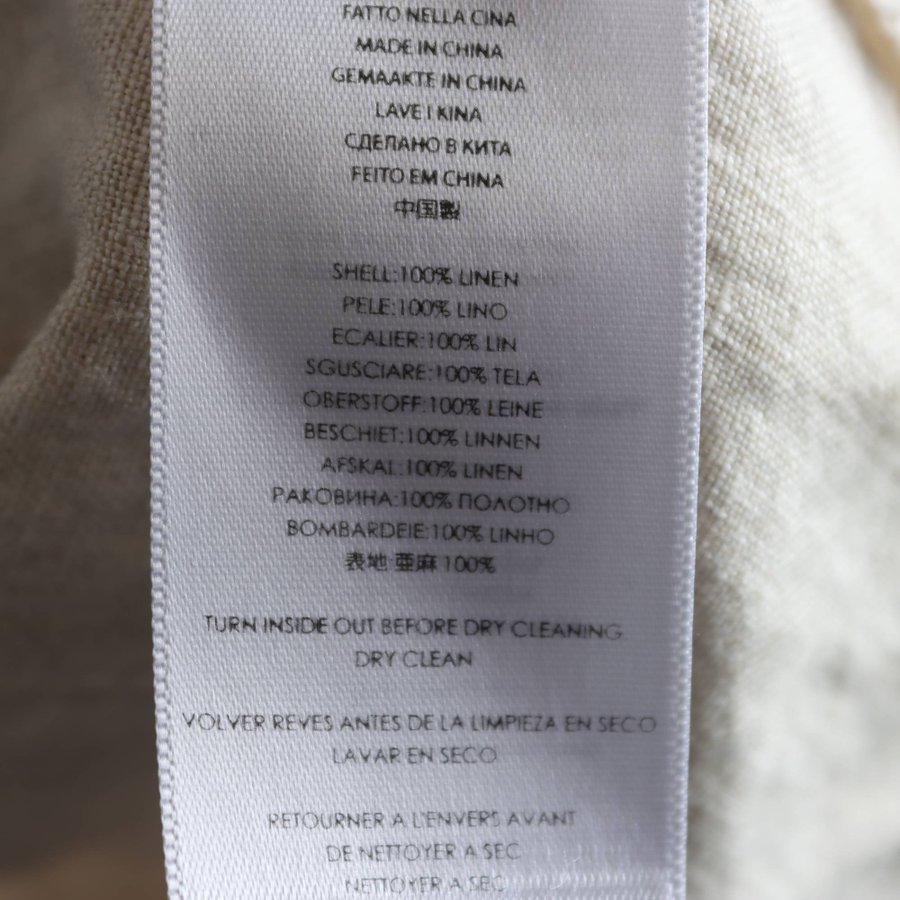 FATTO NELLA CINA
MADE IN CHINA
GEMAAKTE IN CHINA
LAVE I KINA
СДЕЛАНО В КИТА
FEITO EM CHINA
中国製
SHELL:100% LINEN
PELE:100% LINO
ECALIER:100% LIN
SGUSCIARE:100% TELA
OBERSTOFF:100% LEINE
BESCHIET:100% LINNEN
AFSKAL:100% LINEN
РАКОВИНА:100% ПОЛОТНО
BOMBARDEIE:100% LINHO
表地:亜麻 100%
TURN INSIDE OUT BEFORE DRY CLEANING
DRY CLEAN
VOLVER REVES ANTES DE LA LIMPIEZA EN SECO
LAVAR EN SECO
RETOURNER A L'ENVERS AVANT
DE NETTOYER A SEC
NETTOYER A SEC